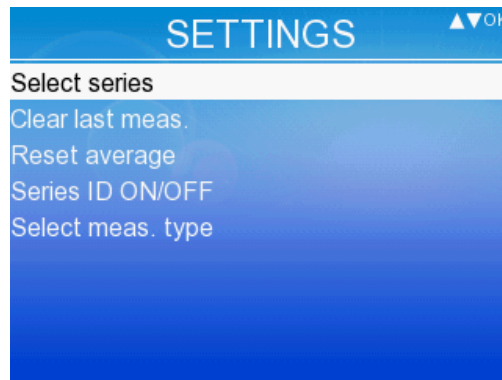 SETTINGS ▲▼OK
Select series
Clear last meas.
Reset average
Series ID ON/OFF
Select meas. type